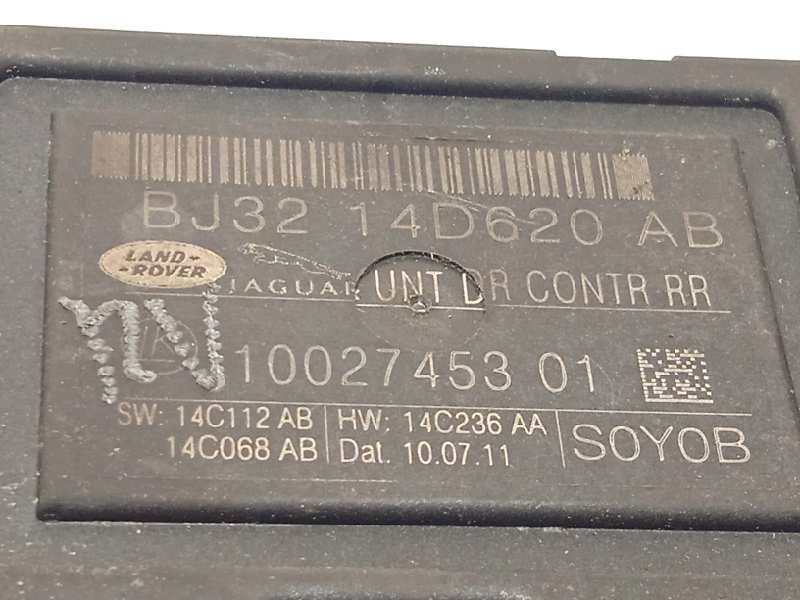 BJ32 14D620 AB
LAND-
-ROVER
JAGUAR UNT DR CONTR RR
10027453 01
SW: 14C112 AB HW: 14C236 AA
14C068 AB Dat. 10.07.11 SOYOB